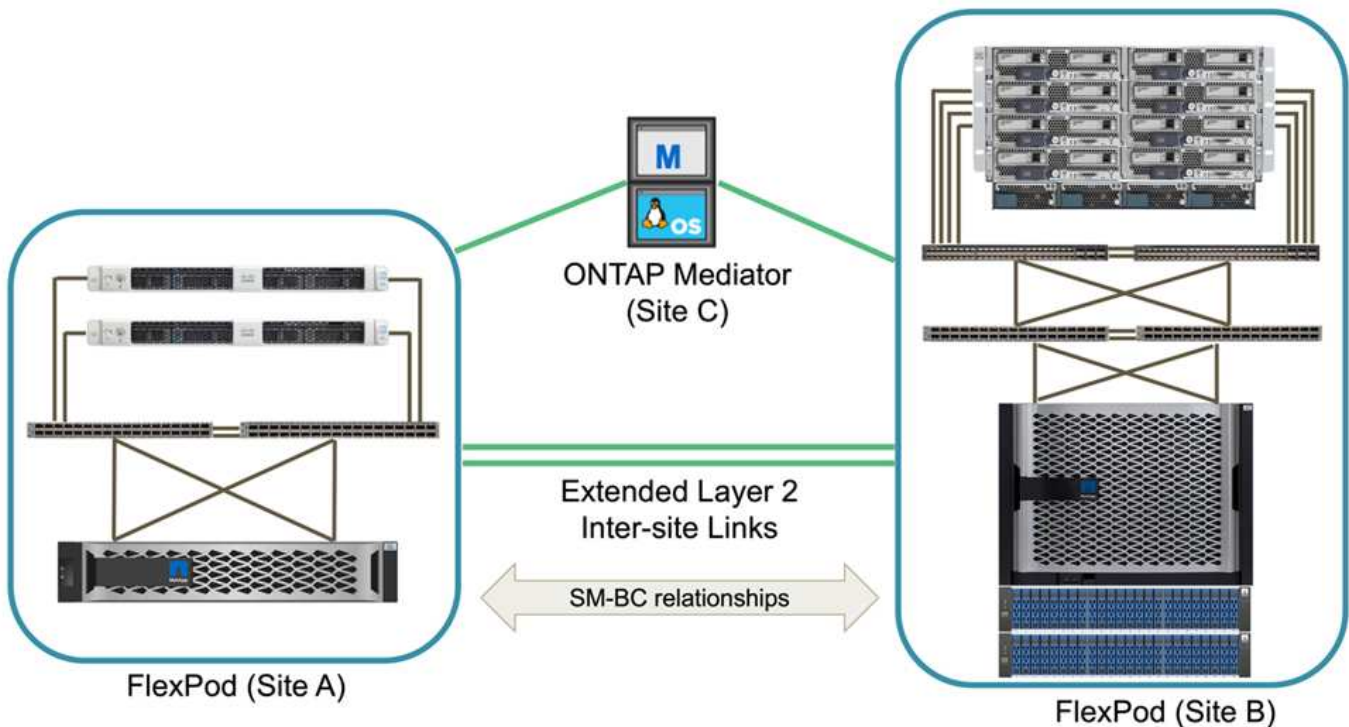 M
OS
ONTAP Mediator
(Site C)
Extended Layer 2
Inter-site Links
SM-BC relationships
FlexPod (Site A)
FlexPod (Site B)